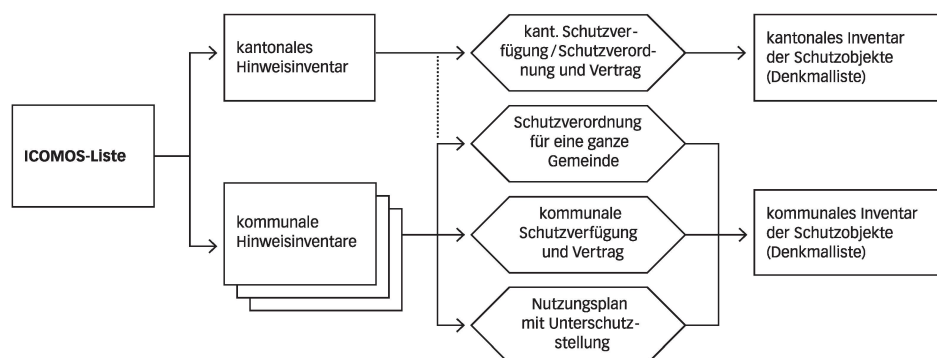 ICOMOS-Liste
kantonales
Hinweisinventar
kommunale
Hinweisinventare
kant. Schutzver-
fügung / Schutzverord-
nung und Vertrag
Schutzverordnung
für eine ganze
Gemeinde
kommunale
Schutzverfügung
und Vertrag
Nutzungsplan
mit Unterschutz-
stellung
kantonales Inventar
der Schutzobjekte
(Denkmalliste)
kommunales Inventar
der Schutzobjekte
(Denkmalliste)